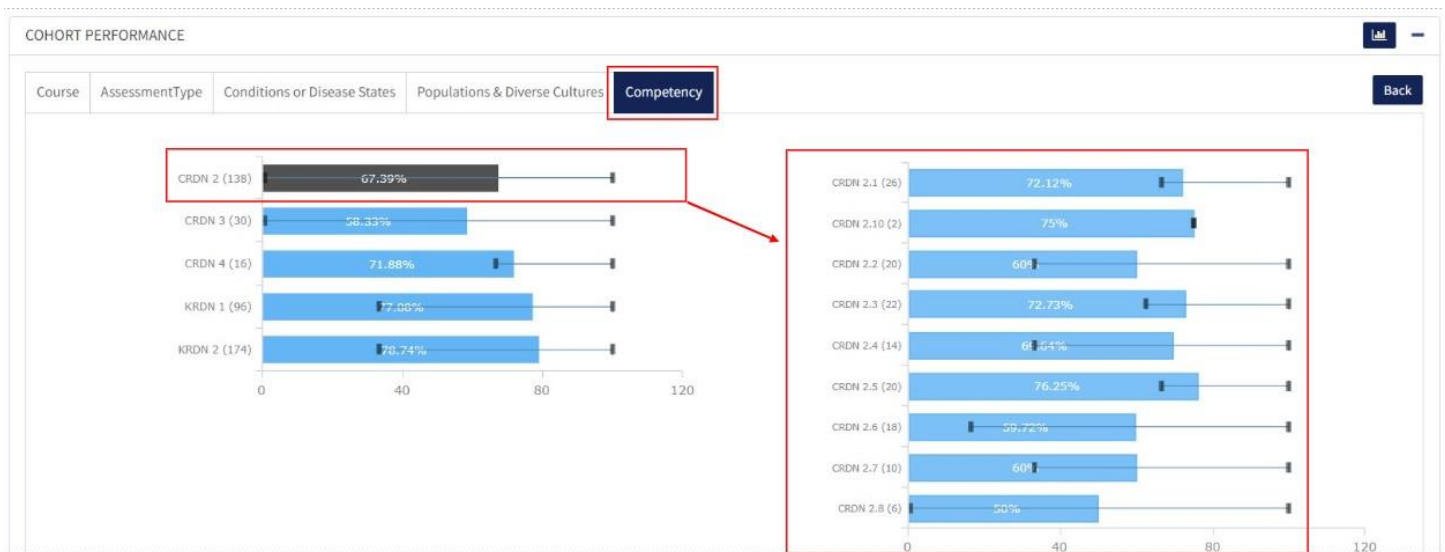 COHORT PERFORMANCE
Course AssessmentType Conditions or Disease States Populations & Diverse Cultures Competency Back
CRDN 2 (138) 67.39%
CRDN 3 (30) 58.33%
CRDN 4 (16) 71.88%
KRDN 1 (96) 77.08%
KRDN 2 (174) 78.74%
0 40 80 120
CRDN 2.1 (26) 72.12%
CRDN 2.10 (2) 75%
CRDN 2.2 (20) 60%
CRDN 2.3 (22) 72.73%
CRDN 2.4 (14) 69.64%
CRDN 2.5 (20) 76.25%
CRDN 2.6 (18) 59.72%
CRDN 2.7 (10) 60%
CRDN 2.8 (6) 50%
0 40 80 120